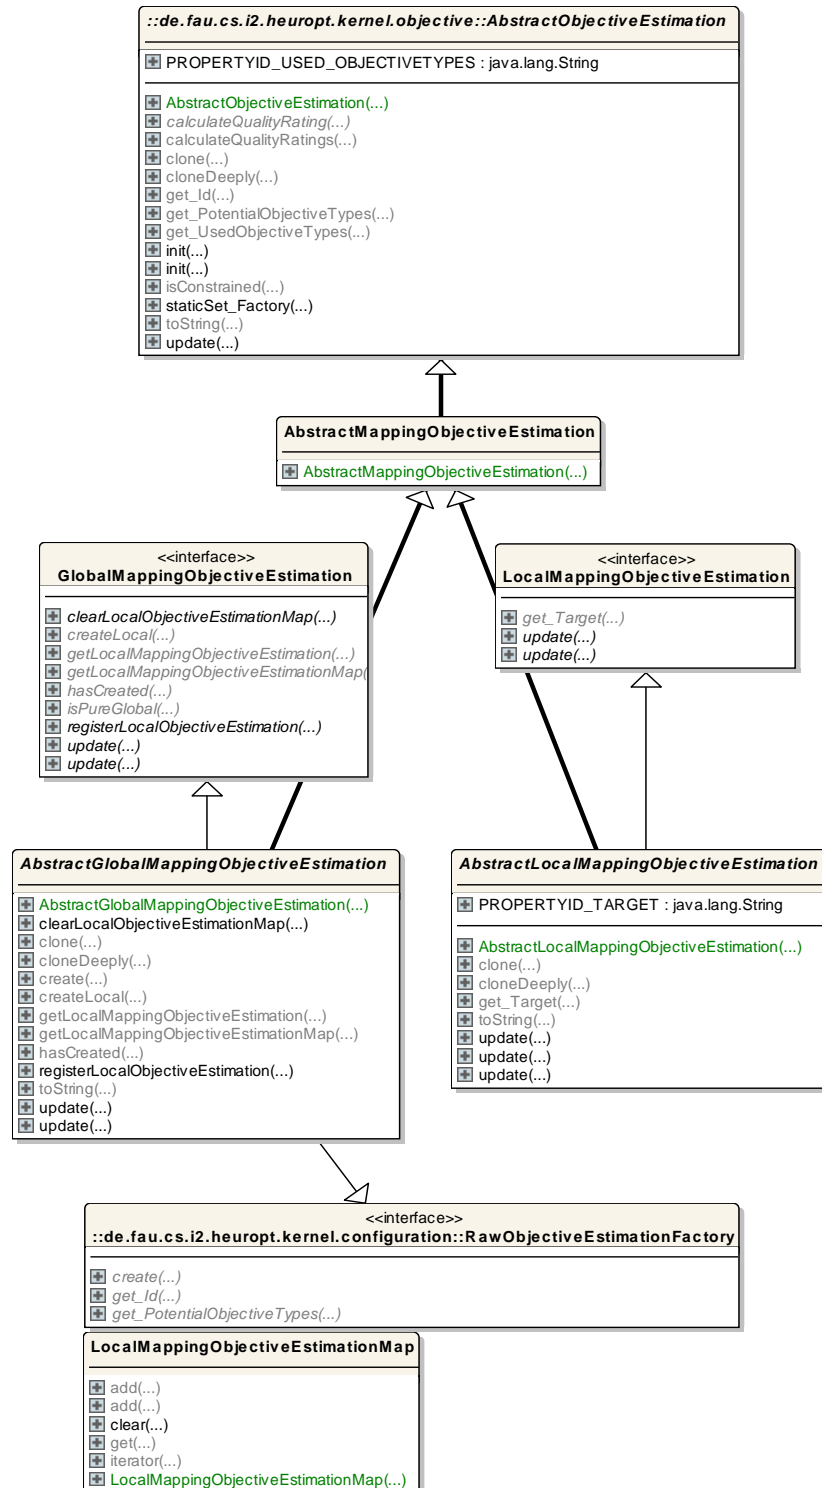 ::de.fau.cs.i2.heuropt.kernel.objective::AbstractObjectiveEstimation
PROPERTYID_USED_OBJECTIVETYPES : java.lang.String
AbstractObjectiveEstimation(...)
calculateQualityRating(...)
calculateQualityRatings(...)
clone(...)
cloneDeeply(...)
get_Id(...)
get_PotentialObjectiveTypes(...)
get_UsedObjectiveTypes(...)
init(...)
init(...)
isConstrained(...)
staticSet_Factory(...)
toString(...)
update(...)
AbstractMappingObjectiveEstimation
AbstractMappingObjectiveEstimation(...)
<<interface>>
GlobalMappingObjectiveEstimation
clearLocalObjectiveEstimationMap(...)
createLocal(...)
getLocalMappingObjectiveEstimation(...)
getLocalMappingObjectiveEstimationMap(
hasCreated(...)
isPureGlobal(...)
registerLocalObjectiveEstimation(...)
update(...)
update(...)
<<interface>>
LocalMappingObjectiveEstimation
get_Target(...)
update(...)
update(...)
AbstractGlobalMappingObjectiveEstimation
AbstractGlobalMappingObjectiveEstimation(...)
clearLocalObjectiveEstimationMap(...)
clone(...)
cloneDeeply(...)
create(...)
createLocal(...)
getLocalMappingObjectiveEstimation(...)
getLocalMappingObjectiveEstimationMap(...)
hasCreated(...)
registerLocalObjectiveEstimation(...)
toString(...)
update(...)
update(...)
AbstractLocalMappingObjectiveEstimation
PROPERTYID_TARGET : java.lang.String
AbstractLocalMappingObjectiveEstimation(...)
clone(...)
cloneDeeply(...)
get_Target(...)
toString(...)
update(...)
update(...)
update(...)
<<interface>>
::de.fau.cs.i2.heuropt.kernel.configuration::RawObjectiveEstimationFactory
create(...)
get_Id(...)
get_PotentialObjectiveTypes(...)
LocalMappingObjectiveEstimationMap
add(...)
add(...)
clear(...)
get(...)
iterator(...)
LocalMappingObjectiveEstimationMap(...)